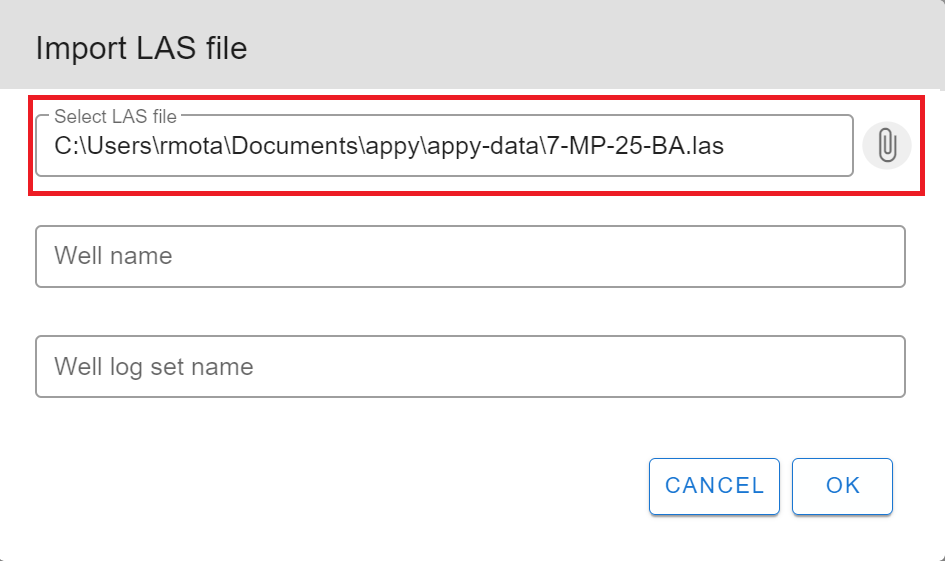 Import LAS file
Select LAS file
C:\Users\rmota\Documents\appy\appy-data\7-MP-25-BA.las
Well name
Well log set name
CANCEL OK